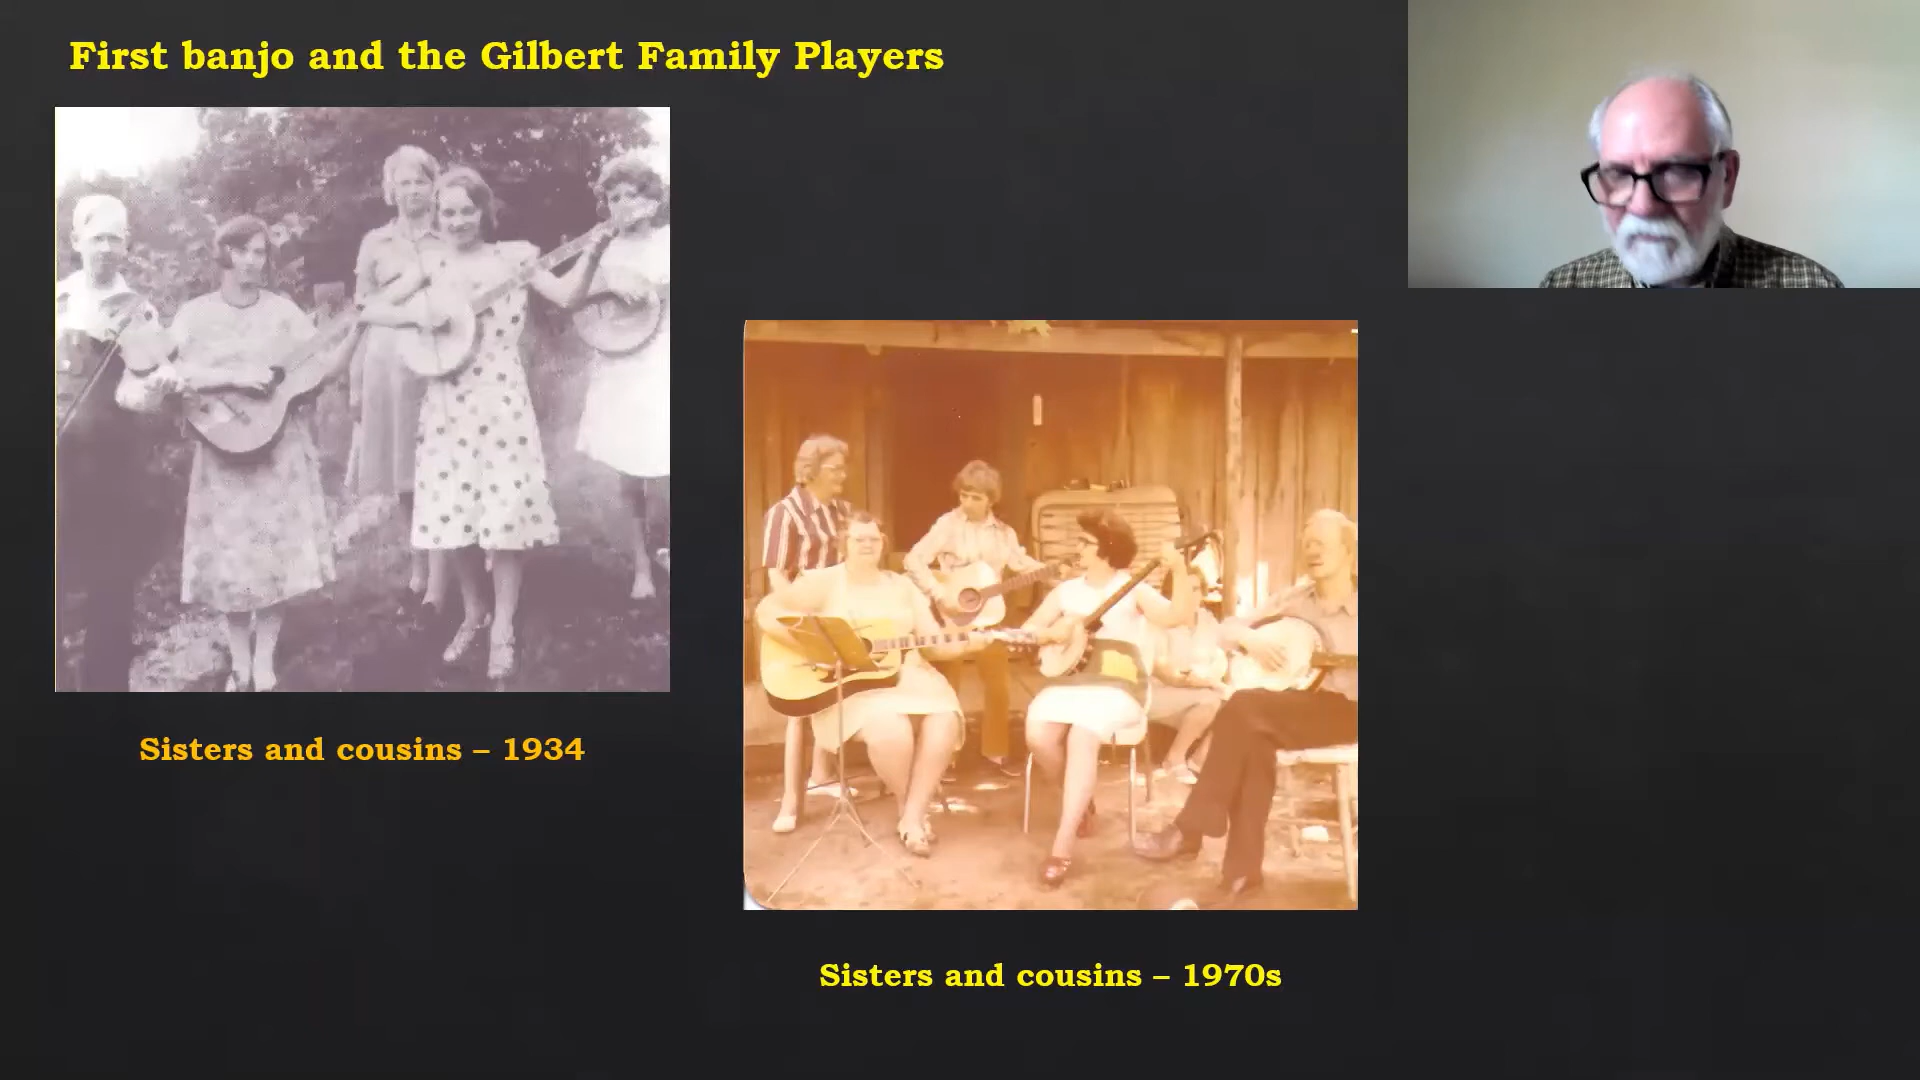 First banjo and the Gilbert Family Players
Sisters and cousins – 1934
Sisters and cousins – 1970s